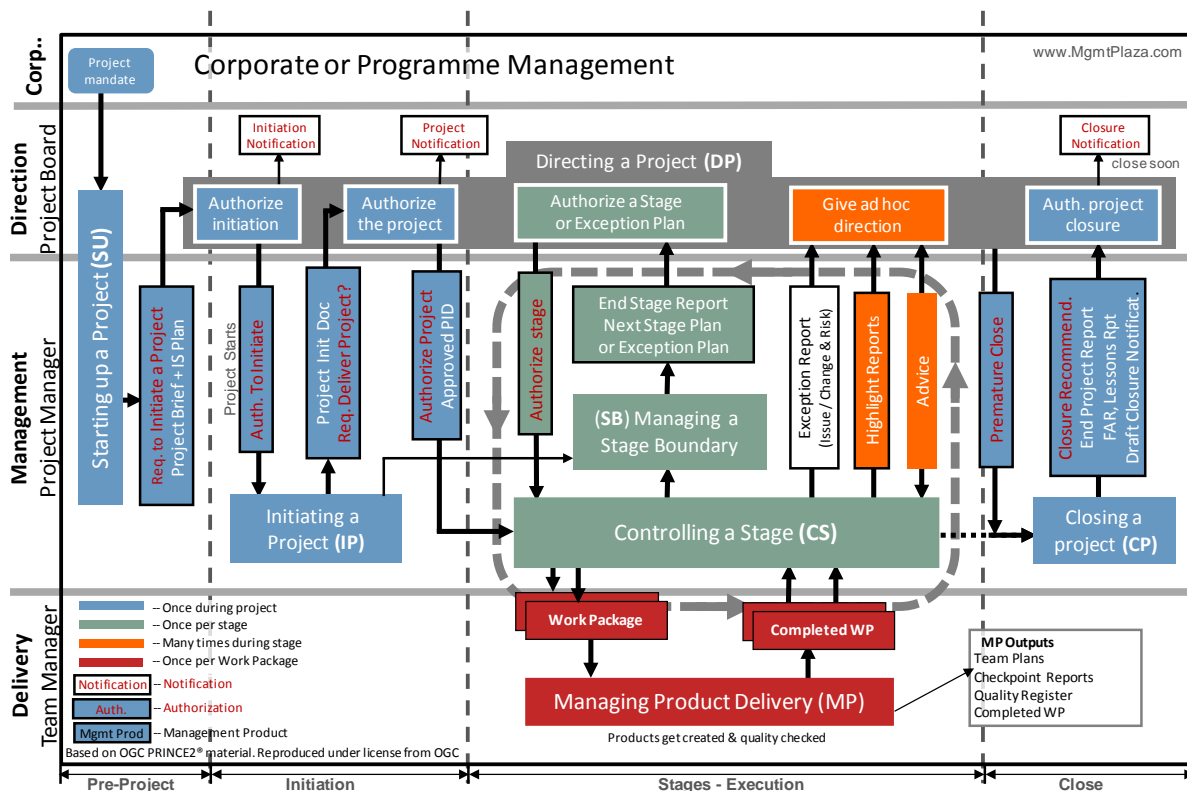 Corp..
Project
mandate
Corporate or Programme Management
www.MgmtPlaza.com
Direction
Project Board
Initiation
Notification
Project
Notification
Closure
Notification
close soon
Directing a Project (DP)
Authorize
initiation
Authorize
the project
Authorize a Stage
or Exception Plan
Give ad hoc
direction
Auth. project
closure
Management
Project Manager
Starting up a Project (SU)
Req. to Initiate a Project
Project Brief + IS Plan
Project Starts
Auth. To Initiate
Project Init Doc
Req. Deliver Project?
Authorize Project
Approved PID
Authorize stage
End Stage Report
Next Stage Plan
or Exception Plan
(SB) Managing a
Stage Boundary
Exception Report
(Issue / Change & Risk)
Highlight Reports
Advice
Premature Close
Closure Recommend.
End Project Report
FAR, Lessons Rpt
Draft Closure Notificat.
Initiating a
Project (IP)
Controlling a Stage (CS)
Closing a
project (CP)
Delivery
Team Manager
-- Once during project
-- Once per stage
-- Many times during stage
-- Once per Work Package
Notification -- Notification
Auth. -- Authorization
Mgmt Prod -- Management Product
Based on OGC PRINCE2® material. Reproduced under license from OGC
Work Package
Completed WP
Managing Product Delivery (MP)
Products get created & quality checked
MP Outputs
Team Plans
Checkpoint Reports
Quality Register
Completed WP
Pre-Project
Initiation
Stages - Execution
Close